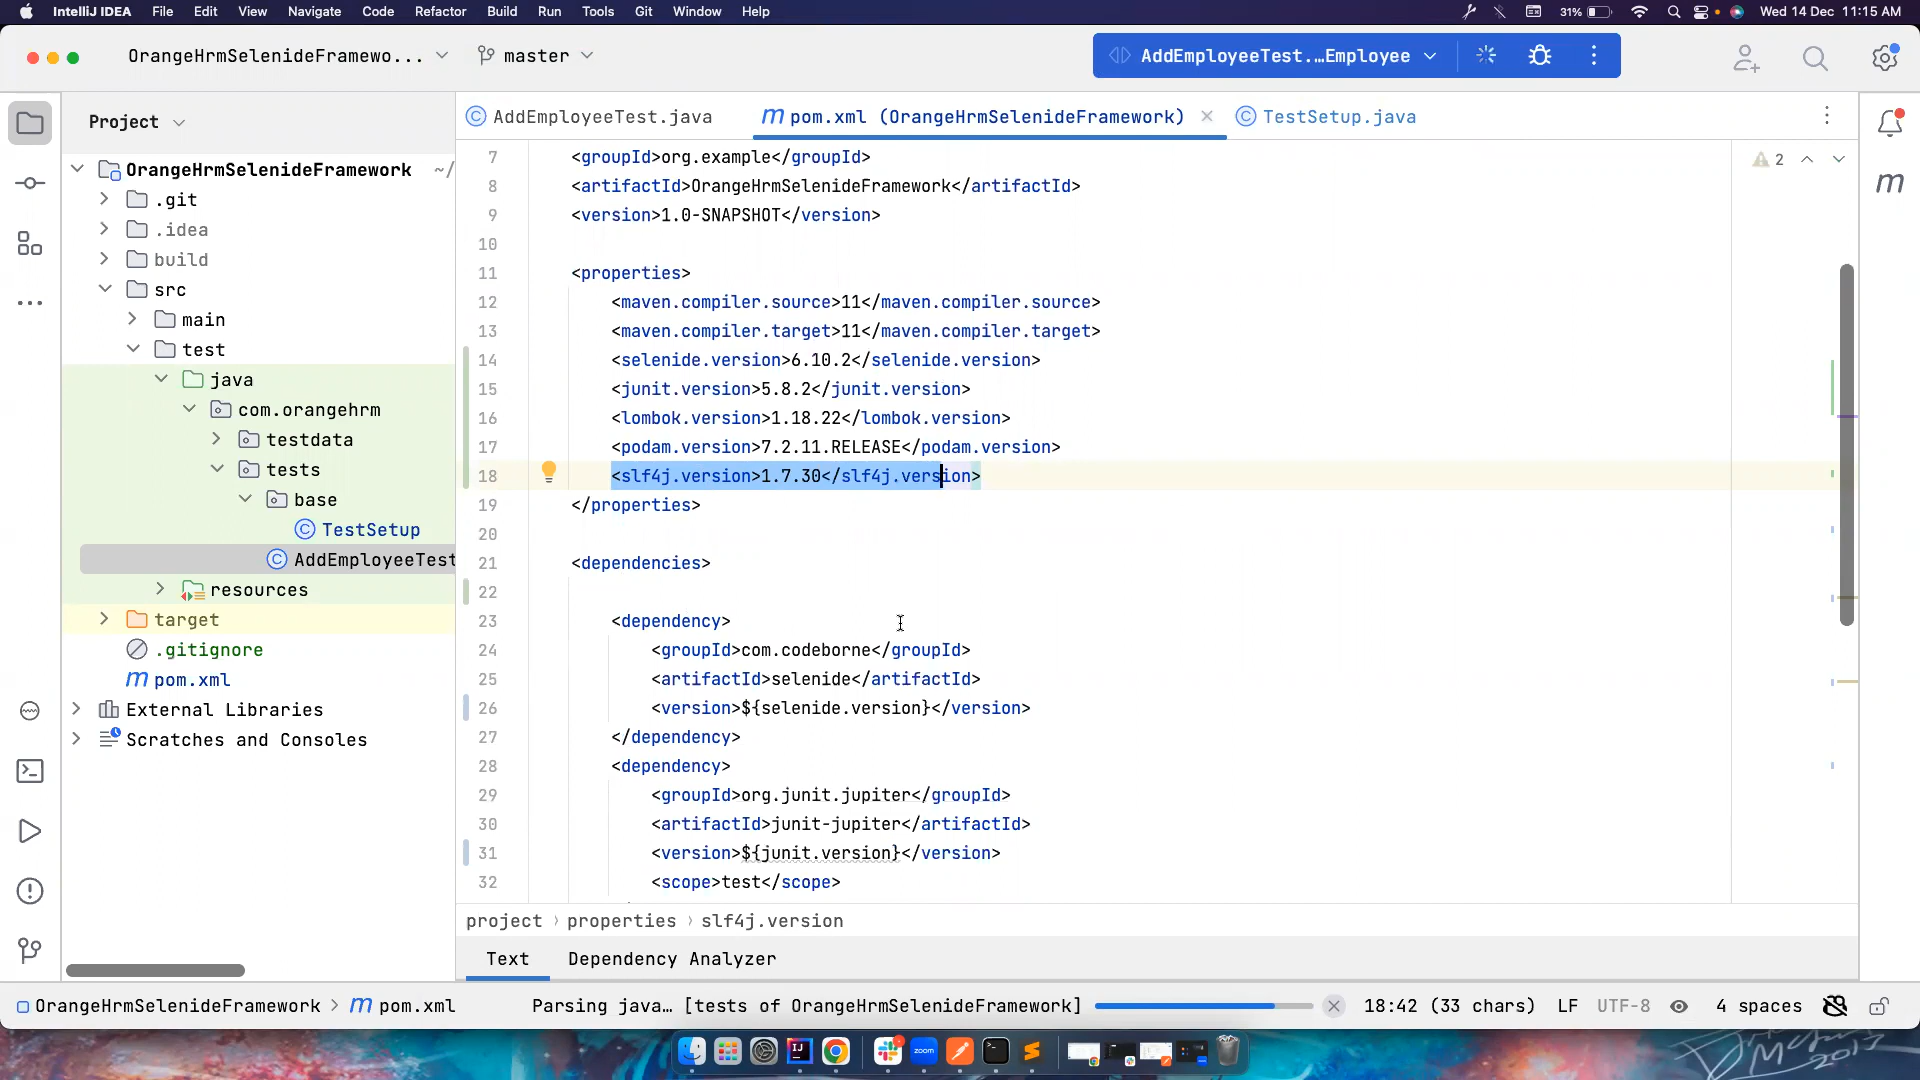 IntelliJ IDEA File Edit View Navigate Code Refactor Build Run Tools Git Window Help 31% Wed 14 Dec 11:15 AM
OrangeHrmSelenideFramewo... master AddEmployeeTest.…Employee
Project
AddEmployeeTest.java pom.xml (OrangeHrmSelenideFramework) TestSetup.java
OrangeHrmSelenideFramework ~/
.git
.idea
build
src
main
test
java
com.orangehrm
testdata
tests
base
TestSetup
AddEmployeeTest
resources
target
.gitignore
pom.xml
External Libraries
Scratches and Consoles
2
7 <groupId>org.example</groupId>
8 <artifactId>OrangeHrmSelenideFramework</artifactId>
9 <version>1.0-SNAPSHOT</version>
10
11 <properties>
12 <maven.compiler.source>11</maven.compiler.source>
13 <maven.compiler.target>11</maven.compiler.target>
14 <selenide.version>6.10.2</selenide.version>
15 <junit.version>5.8.2</junit.version>
16 <lombok.version>1.18.22</lombok.version>
17 <podam.version>7.2.11.RELEASE</podam.version>
18 <slf4j.version>1.7.30</slf4j.version>
19 </properties>
20
21 <dependencies>
22
23 <dependency>
24 <groupId>com.codeborne</groupId>
25 <artifactId>selenide</artifactId>
26 <version>${selenide.version}</version>
27 </dependency>
28 <dependency>
29 <groupId>org.junit.jupiter</groupId>
30 <artifactId>junit-jupiter</artifactId>
31 <version>${junit.version}</version>
32 <scope>test</scope>
project › properties › slf4j.version
Text Dependency Analyzer
OrangeHrmSelenideFramework > pom.xml Parsing java… [tests of OrangeHrmSelenideFramework] 18:42 (33 chars) LF UTF-8 4 spaces
zoom
2017